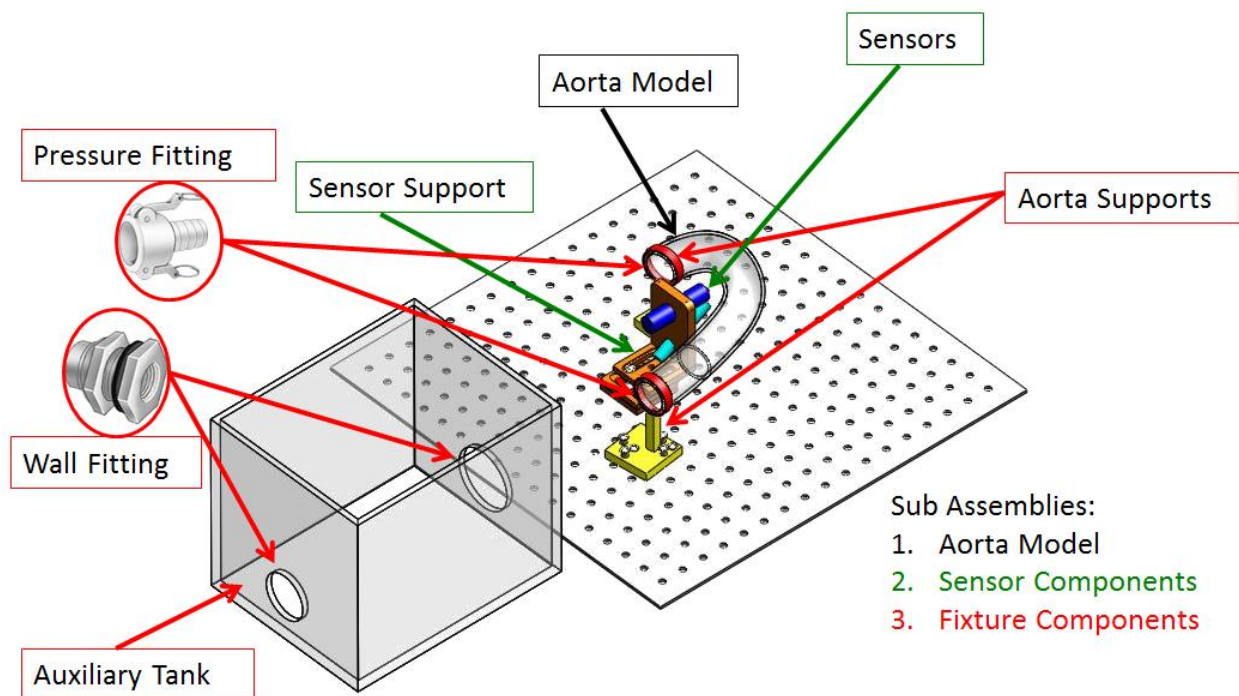 Sensors
Aorta Model
Pressure Fitting
Sensor Support
Aorta Supports
Wall Fitting
Sub Assemblies:
1. Aorta Model
2. Sensor Components
3. Fixture Components
Auxiliary Tank